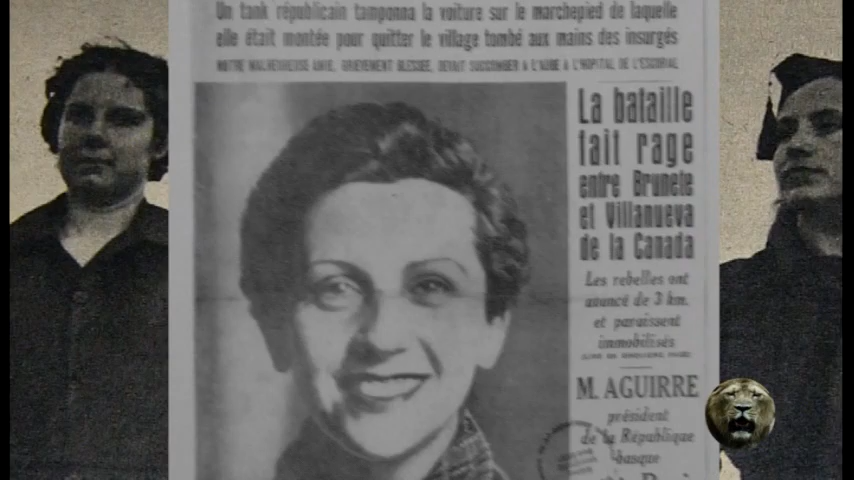 Un tank républicain tamponna la voiture sur le marchepied de laquelle
elle était montée pour quitter le village tombé aux mains des insurgés
NOTRE MALHEUREUSE AMIE, GRIEVEMENT BLESSEE, DEVAIT SUCCOMBER A L'AUBE A L'HOPITAL DE L'ESCORIAL
La bataille
fait rage
entre Brunete
et Villanueva
de la Canada
Les rebelles ont
avancé de 3 km.
et paraissent
immobilisés
M. AGUIRRE
président
de la République
basque